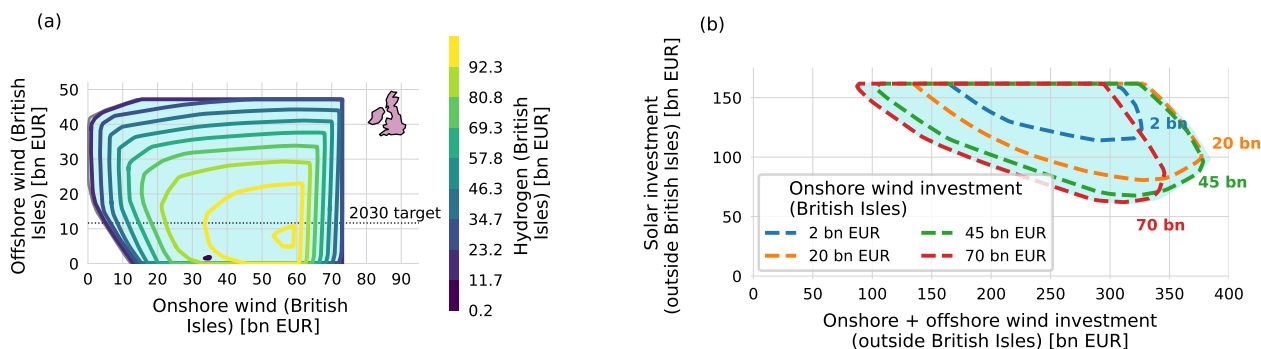 (a)
Offshore wind (British
Isles) [bn EUR]
50
40
30
20
10
0
0 10 20 30 40 50 60 70 80 90
Onshore wind (British
Isles) [bn EUR]
2030 target
92.3
80.8
69.3
57.8
46.3
34.7
23.2
11.7
0.2
Hydrogen (British
Isles) [bn EUR]
(b)
Solar investment
(outside British Isles) [bn EUR]
150
100
50
0
0 50 100 150 200 250 300 350 400
Onshore + offshore wind investment
(outside British Isles) [bn EUR]
2 bn
20 bn
45 bn
70 bn
Onshore wind investment
(British Isles)
2 bn EUR
20 bn EUR
45 bn EUR
70 bn EUR